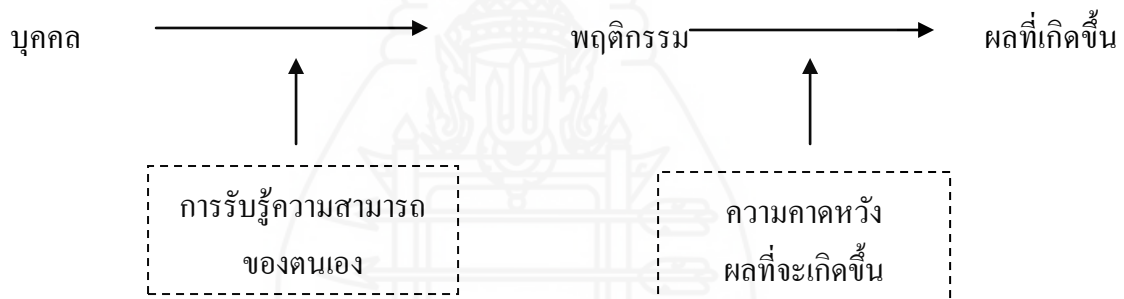 บุคคล พฤติกรรม ผลที่เกิดขึ้น
การรับรู้ความสามารถ
ของตนเอง
ความคาดหวัง
ผลที่จะเกิดขึ้น